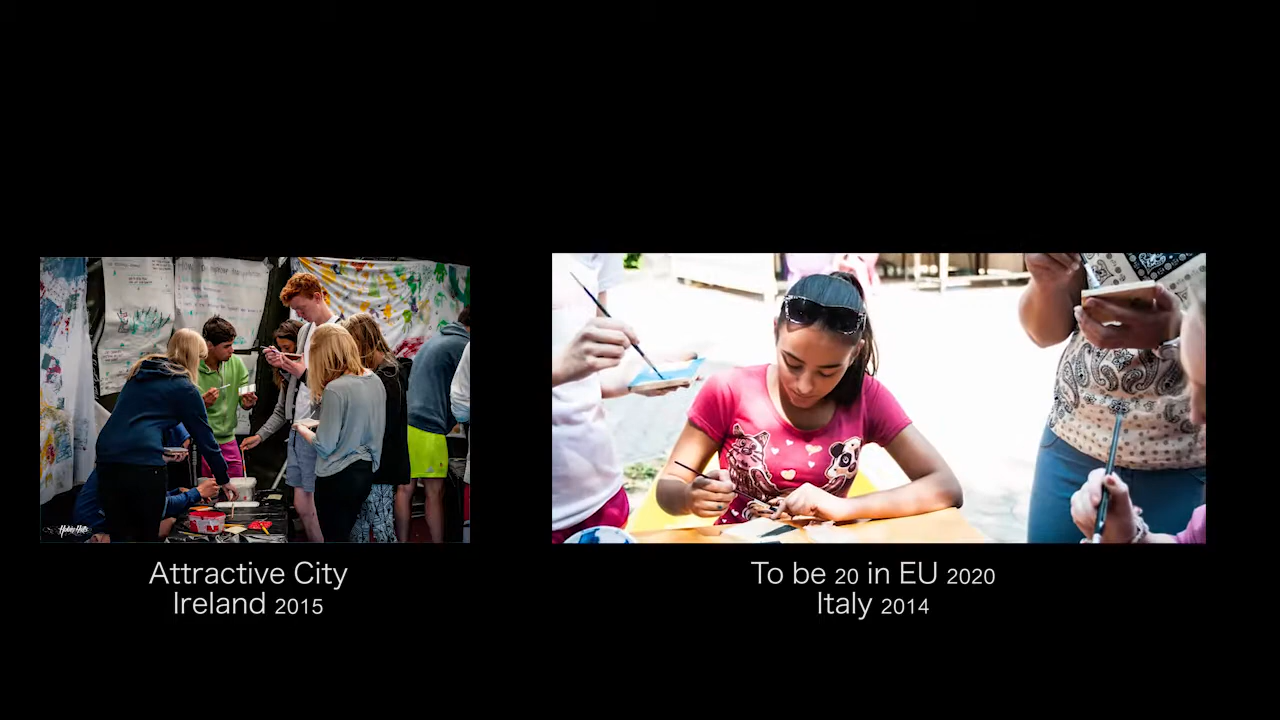 Attractive City
Ireland 2015
To be 20 in EU 2020
Italy 2014